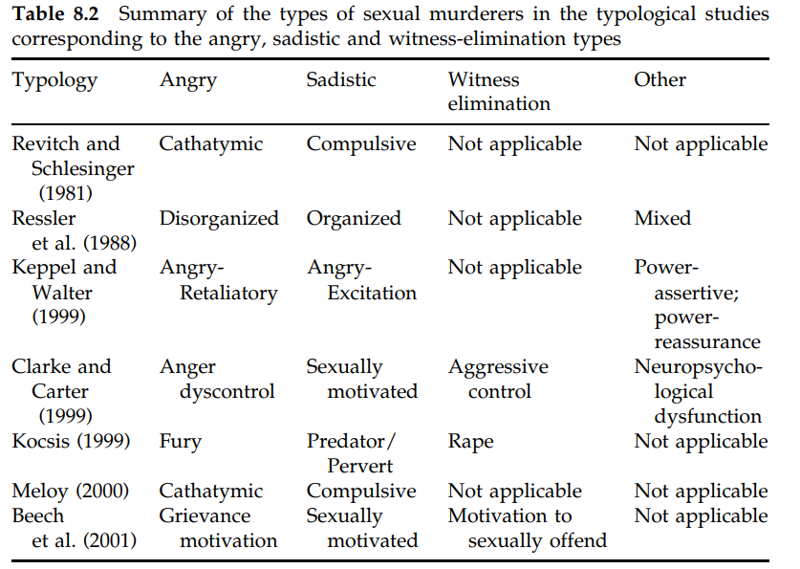 Table 8.2 Summary of the types of sexual murderers in the typological studies
corresponding to the angry, sadistic and witness-elimination types
Typology Angry Sadistic Witness elimination Other
Revitch and Schlesinger (1981) Cathatymic Compulsive Not applicable Not applicable
Ressler et al. (1988) Disorganized Organized Not applicable Mixed
Keppel and Walter (1999) Angry-Retaliatory Angry-Excitation Not applicable Power-assertive; power-reassurance
Clarke and Carter (1999) Anger dyscontrol Sexually motivated Aggressive control Neuropsycho-logical dysfunction
Kocsis (1999) Fury Predator/Pervert Rape Not applicable
Meloy (2000) Cathatymic Compulsive Not applicable Not applicable
Beech et al. (2001) Grievance motivation Sexually motivated Motivation to sexually offend Not applicable